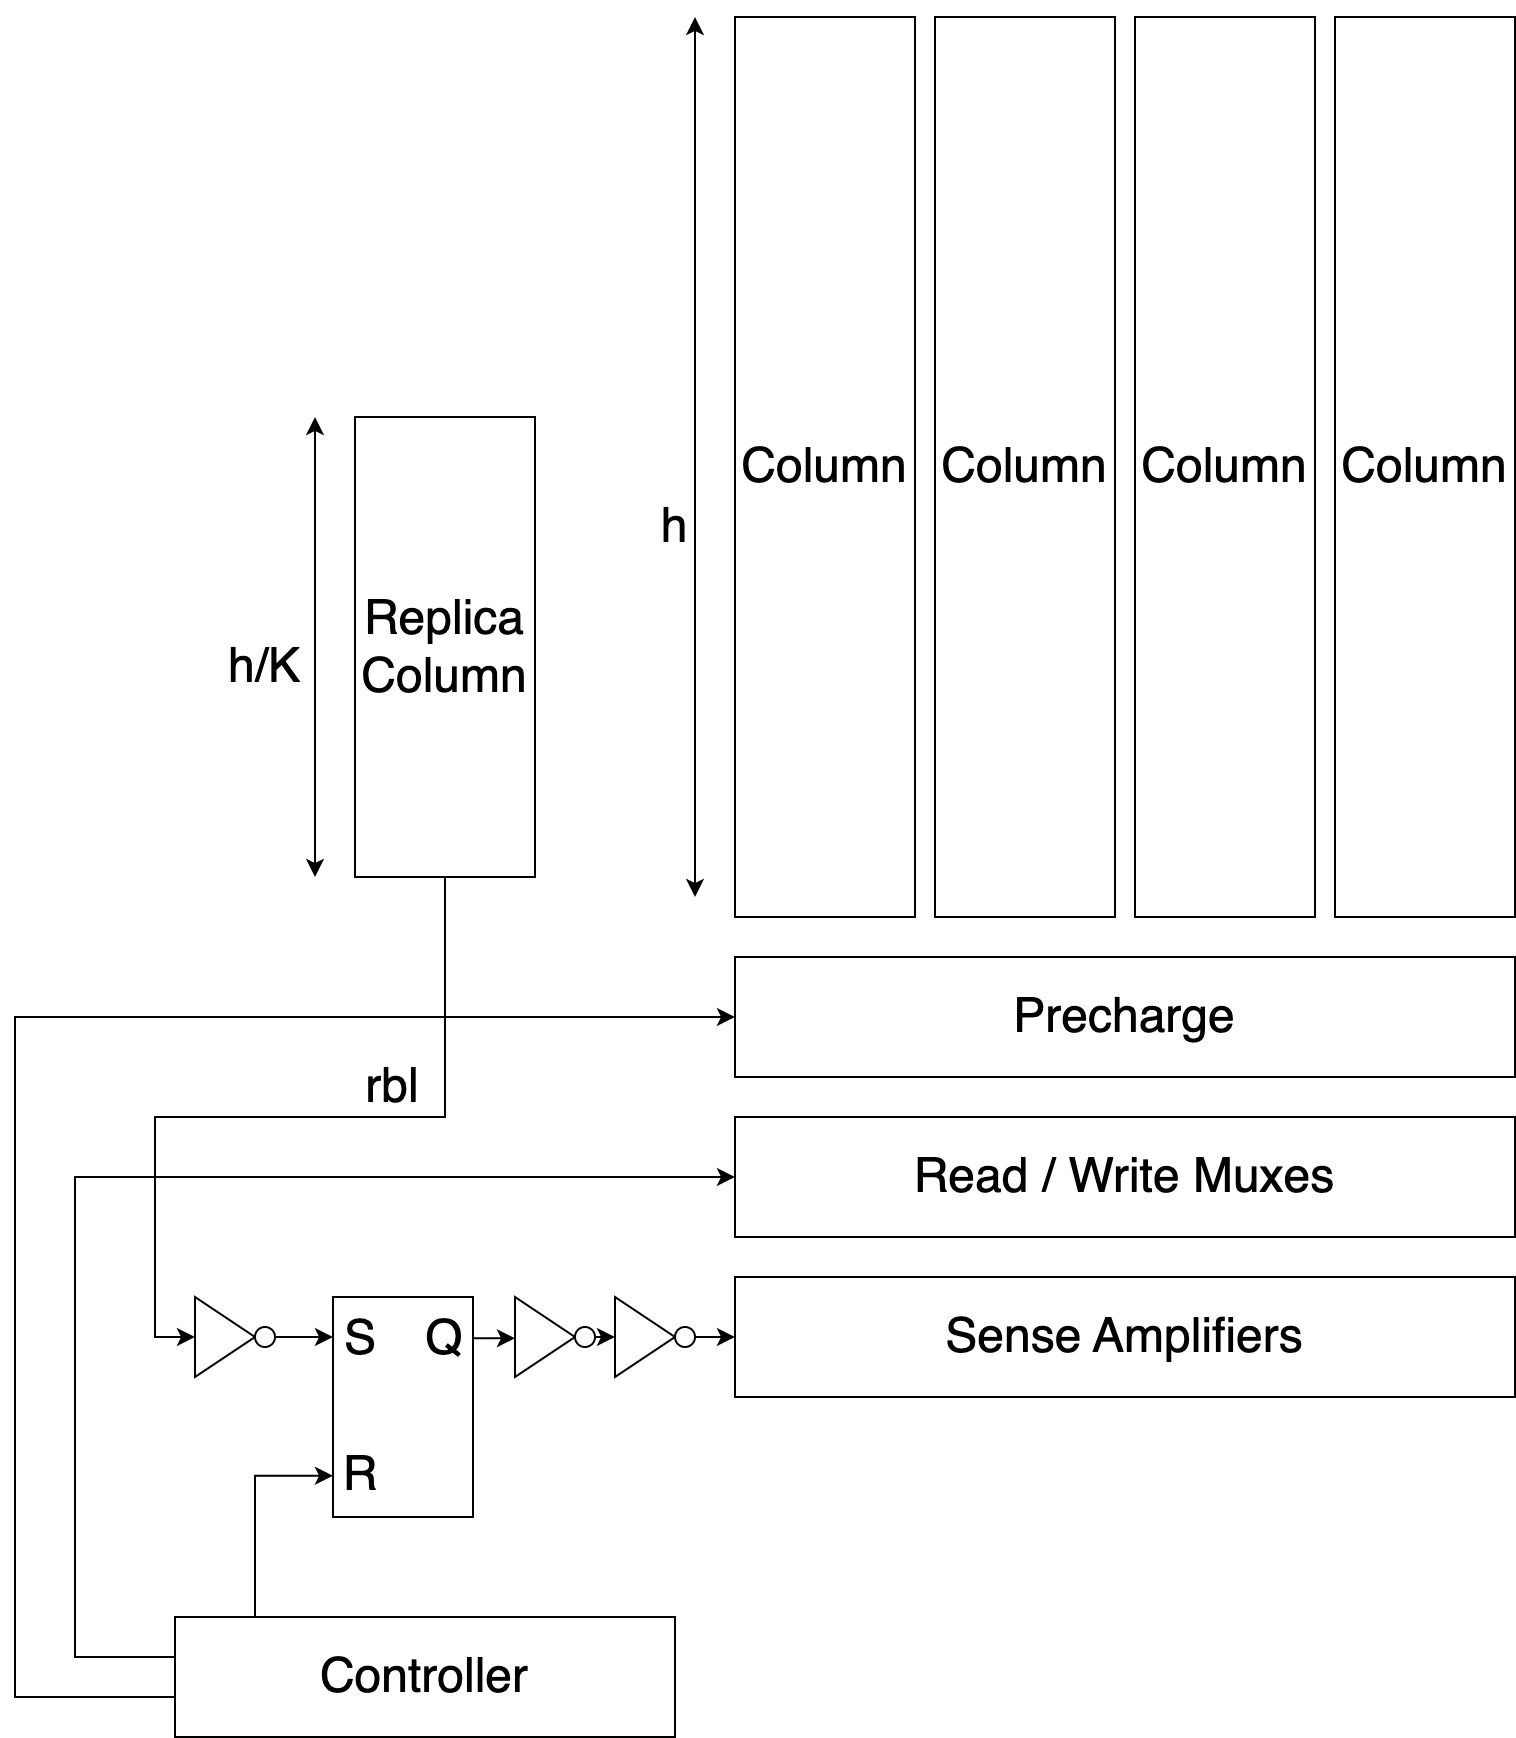 Column
Column
Column
Column
h
Replica
Column
h/K
Precharge
rbl
Read / Write Muxes
S
Q
Sense Amplifiers
R
Controller